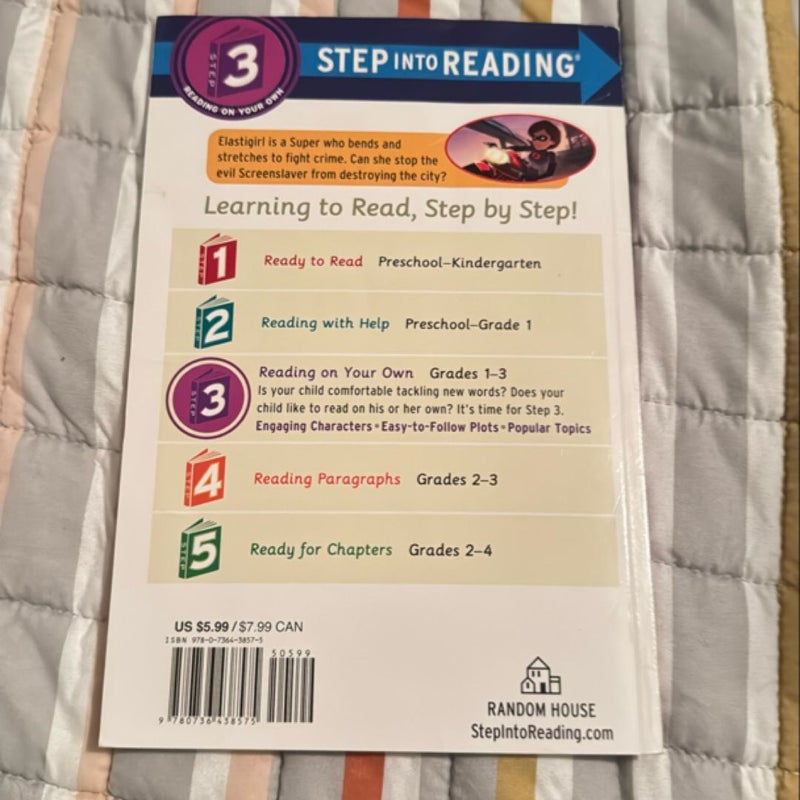 STEP 3
READING ON YOUR OWN
STEP INTO READING®
Elastigirl is a Super who bends and
stretches to fight crime. Can she stop the
evil Screenslaver from destroying the city?
Learning to Read, Step by Step!
STEP 1 Ready to Read Preschool–Kindergarten
STEP 2 Reading with Help Preschool–Grade 1
STEP 3 Reading on Your Own Grades 1–3
Is your child comfortable tackling new words? Does your
child like to read on his or her own? It's time for Step 3.
Engaging Characters • Easy-to-Follow Plots • Popular Topics
STEP 4 Reading Paragraphs Grades 2–3
STEP 5 Ready for Chapters Grades 2–4
US $5.99 / $7.99 CAN
ISBN 978-0-7364-3857-5
50599
9 780736 438575
RANDOM HOUSE
StepIntoReading.com